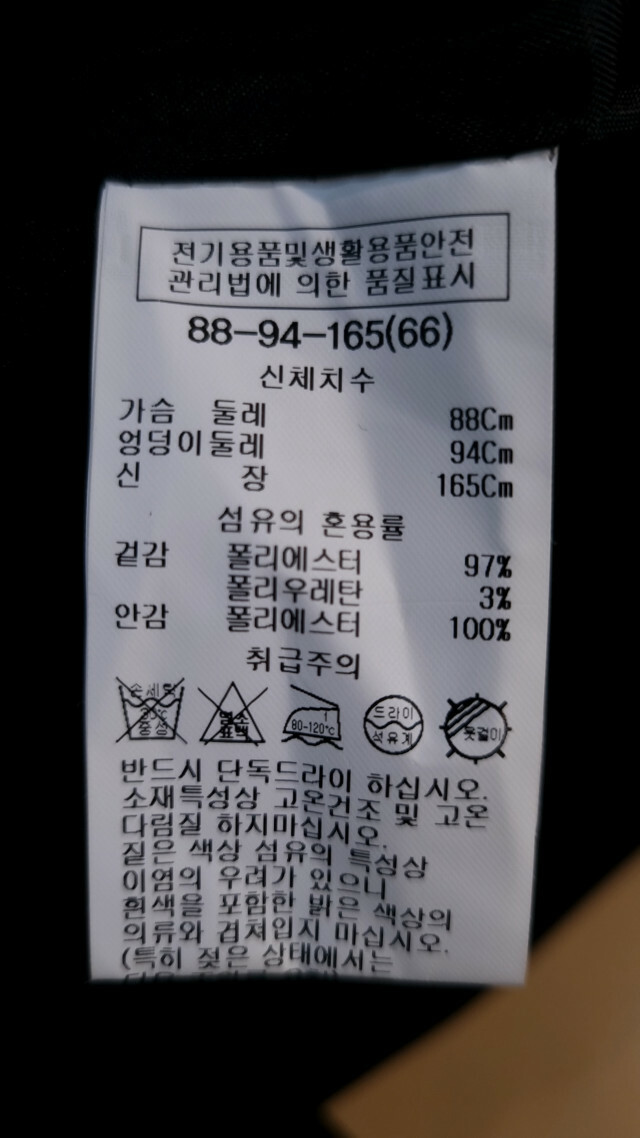 전기용품및생활용품안전
관리법에 의한 품질표시
88-94-165(66)
신체치수
가슴 둘레 88Cm
엉덩이둘레 94Cm
신 장 165Cm
섬유의 혼용률
겉감 폴리에스터 97%
폴리우레탄 3%
안감 폴리에스터 100%
취급주의
손세탁
30℃
중성
염소
표백
1
80-120℃
드라이
석유계
옷걸이
반드시 단독드라이 하십시오.
소재특성상 고온건조 및 고온
다림질 하지마십시오.
짙은 색상 섬유의 특성상
이염의 우려가 있으니
흰색을 포함한 밝은 색상의
의류와 겹쳐입지 마십시오.
(특히 젖은 상태에서는